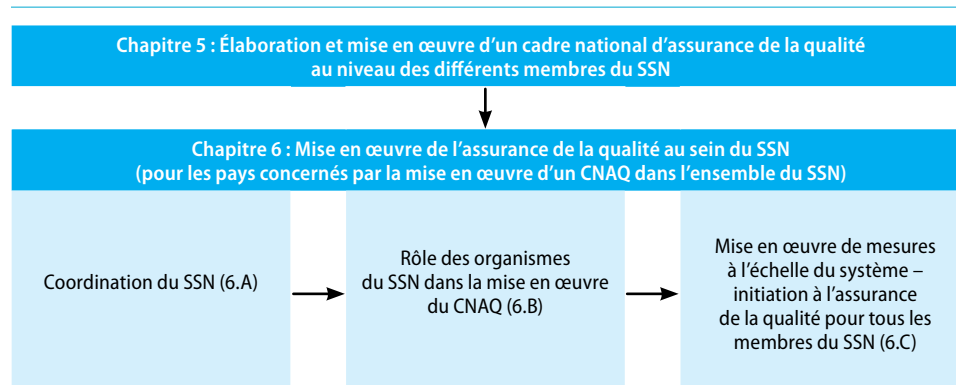 Chapitre 5 : Élaboration et mise en œuvre d’un cadre national d’assurance de la qualité
au niveau des différents membres du SSN
Chapitre 6 : Mise en œuvre de l’assurance de la qualité au sein du SSN
(pour les pays concernés par la mise en œuvre d’un CNAQ dans l’ensemble du SSN)
Coordination du SSN (6.A)
Rôle des organismes
du SSN dans la mise en œuvre
du CNAQ (6.B)
Mise en œuvre de mesures
à l’échelle du système –
initiation à l’assurance
de la qualité pour tous les
membres du SSN (6.C)